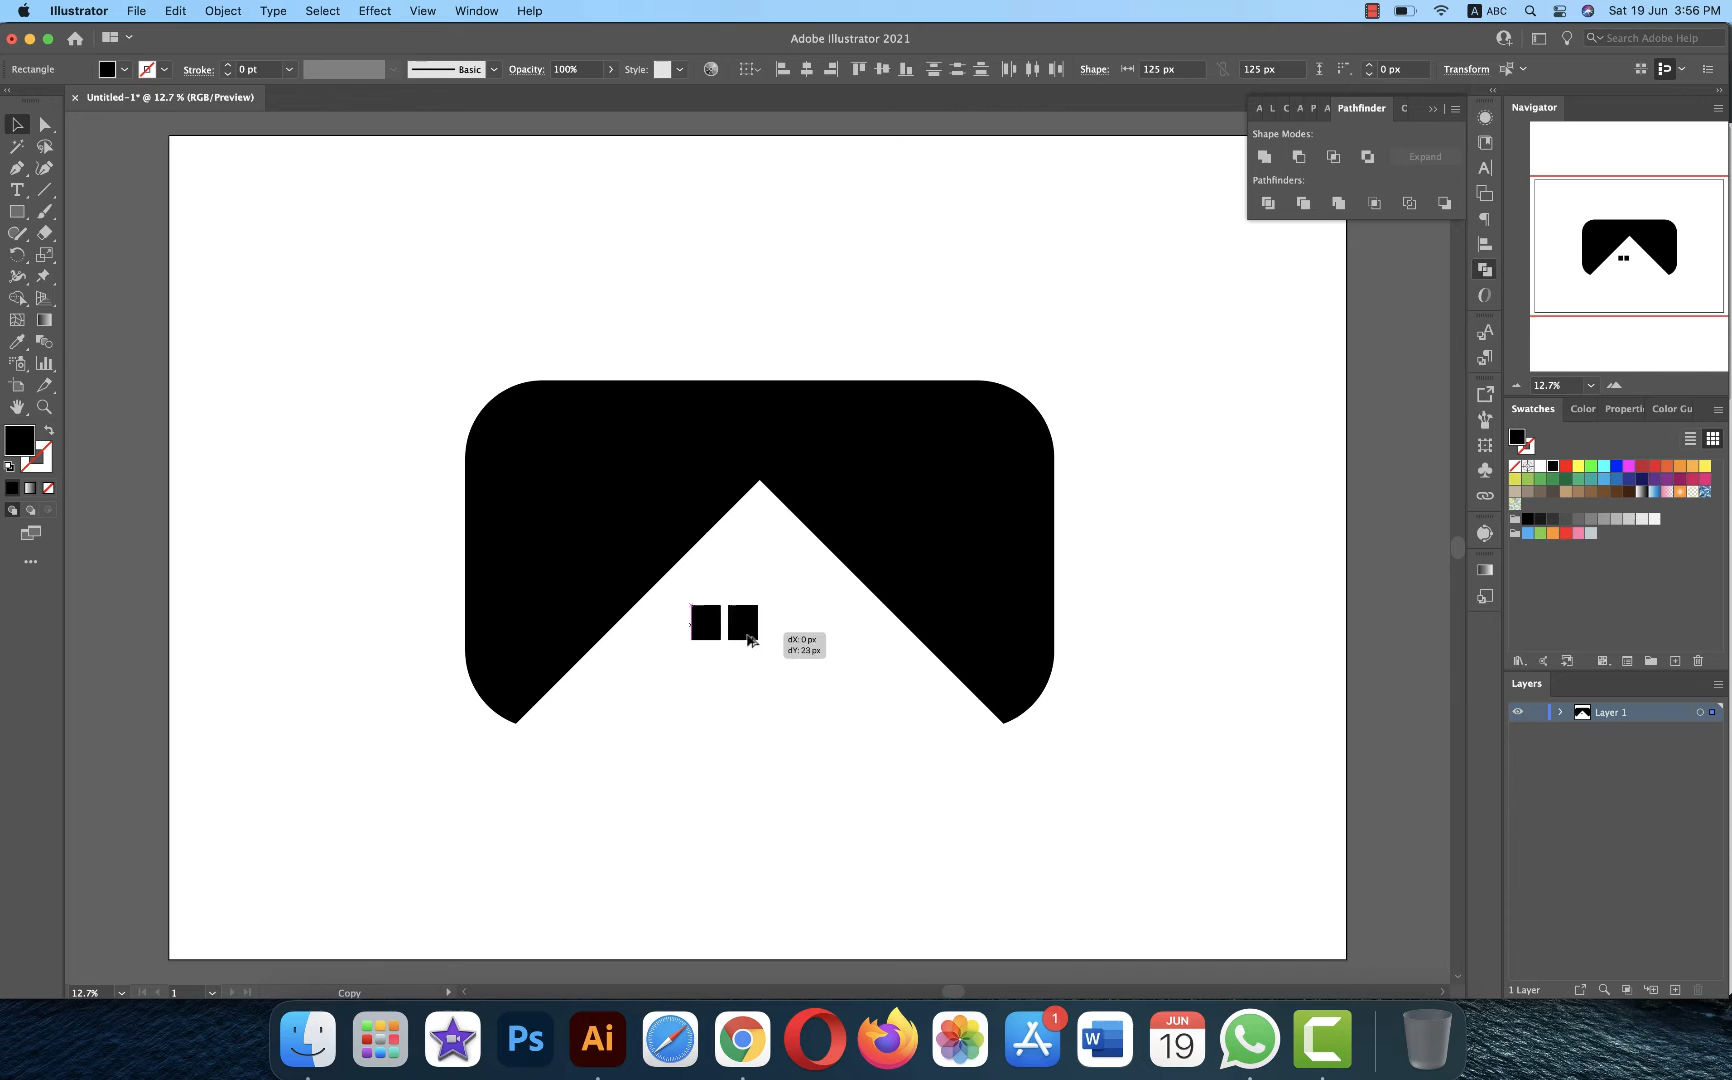 Illustrator File Edit Object Type Select Effect View Window Help
A ABC Sat 19 Jun 3:56 PM
Adobe Illustrator 2021
Search Adobe Help
Rectangle Stroke: 0 pt Basic Opacity: 100% Style: Shape: 125 px 125 px 0 px Transform
Untitled-1* @ 12.7 % (RGB/Preview)
A L C A P A Pathfinder C
Shape Modes:
Expand
Pathfinders:
Navigator
12.7%
Swatches Color Properti Color Gu
dX: 0 px
dY: 23 px
Layers
Layer 1
1 Layer
12.7% 1 Copy
Ps
Ai
1
W
JUN
19